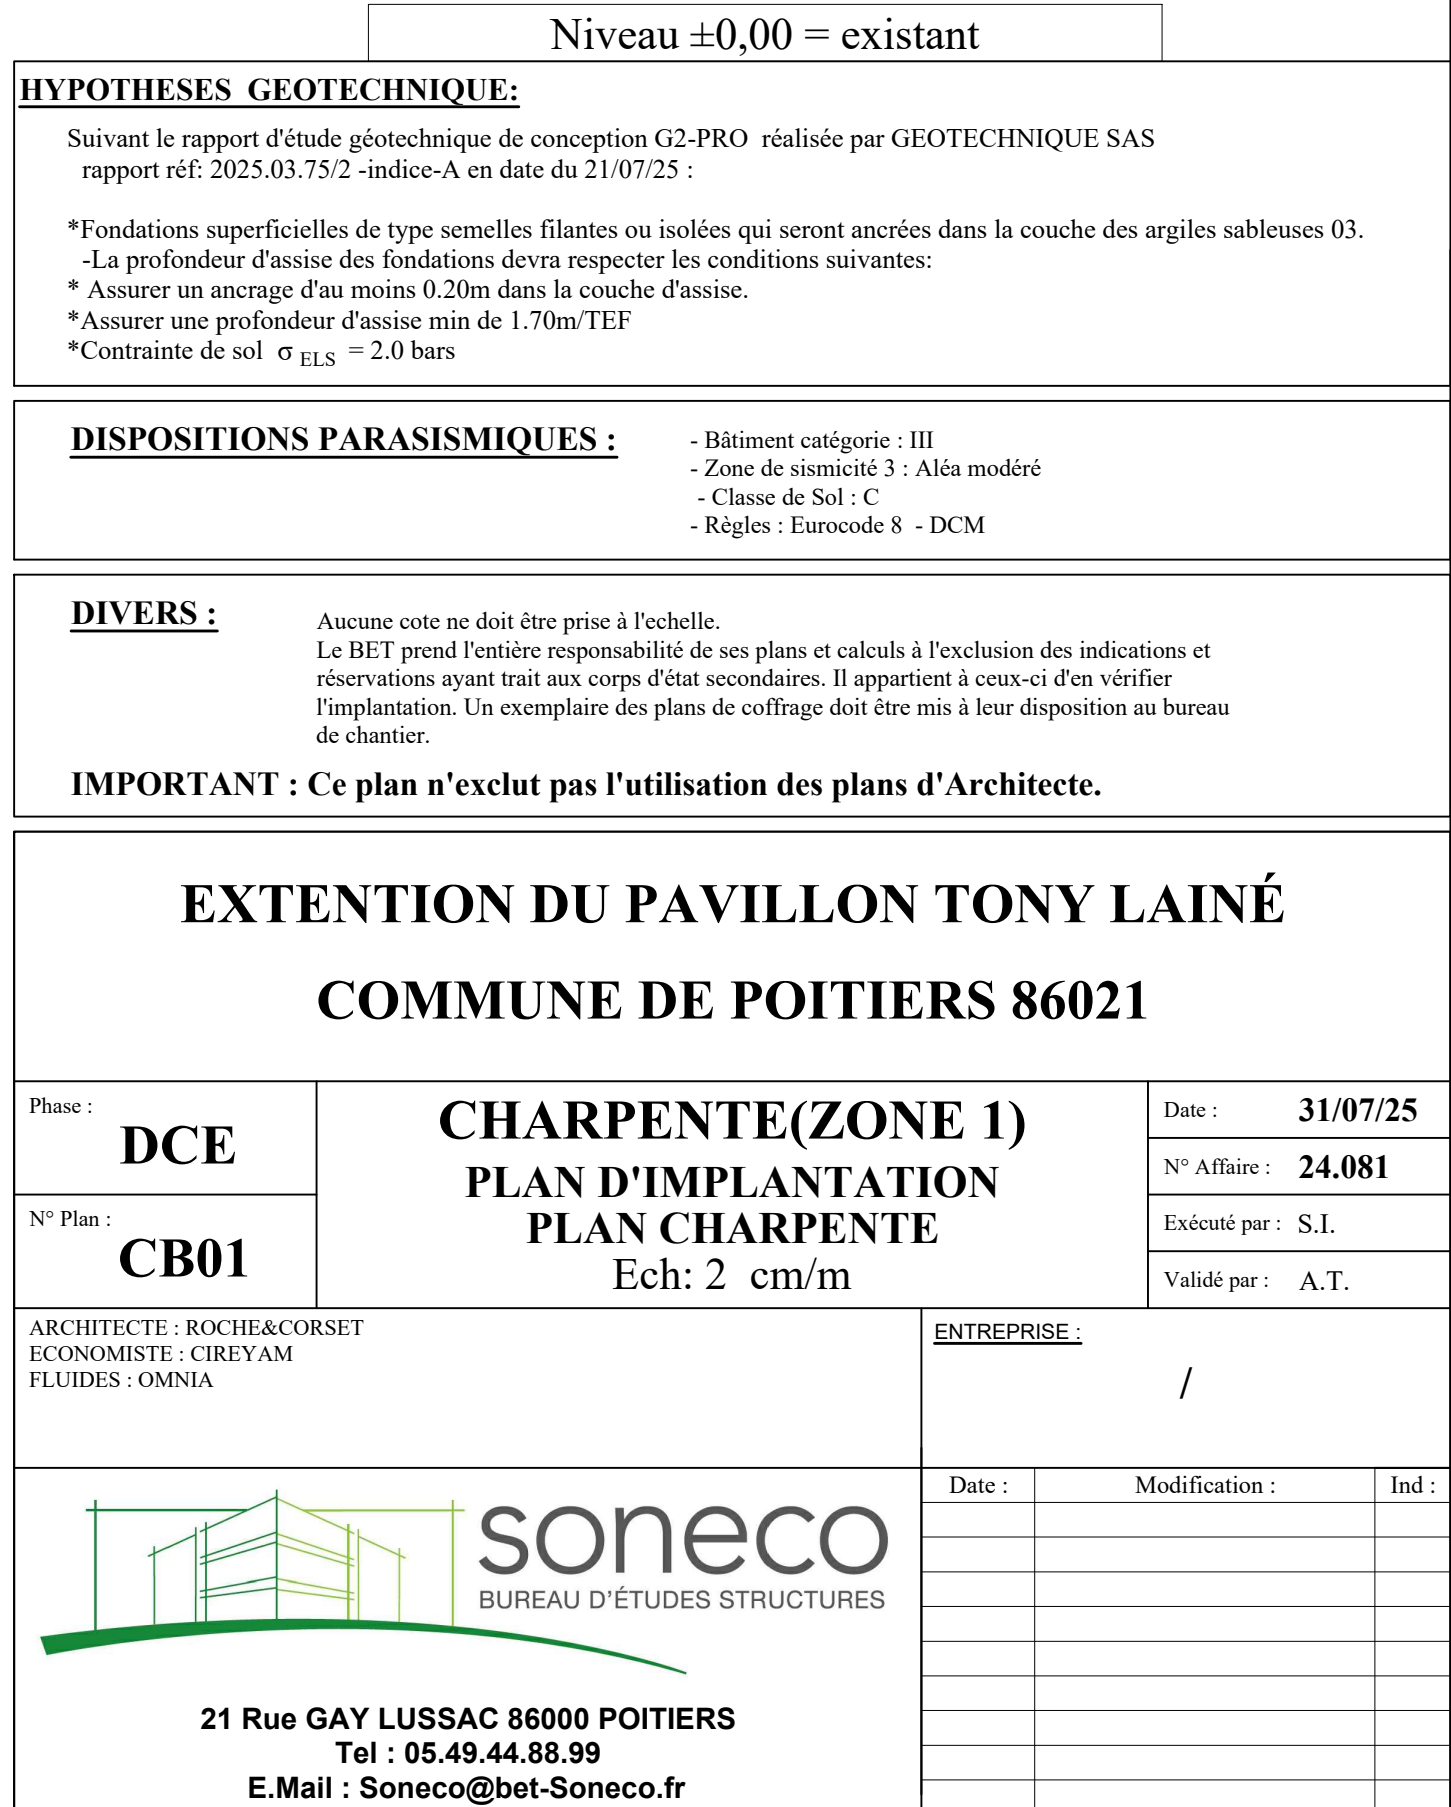 Niveau ±0,00 = existant
HYPOTHESES GEOTECHNIQUE:
Suivant le rapport d'étude géotechnique de conception G2-PRO réalisée par GEOTECHNIQUE SAS
rapport réf: 2025.03.75/2 -indice-A en date du 21/07/25 :
*Fondations superficielles de type semelles filantes ou isolées qui seront ancrées dans la couche des argiles sableuses 03.
-La profondeur d'assise des fondations devra respecter les conditions suivantes:
* Assurer un ancrage d'au moins 0.20m dans la couche d'assise.
*Assurer une profondeur d'assise min de 1.70m/TEF
*Contrainte de sol σ ELS = 2.0 bars
DISPOSITIONS PARASISMIQUES :
- Bâtiment catégorie : III
- Zone de sismicité 3 : Aléa modéré
- Classe de Sol : C
- Règles : Eurocode 8 - DCM
DIVERS :
Aucune cote ne doit être prise à l'echelle.
Le BET prend l'entière responsabilité de ses plans et calculs à l'exclusion des indications et
réservations ayant trait aux corps d'état secondaires. Il appartient à ceux-ci d'en vérifier
l'implantation. Un exemplaire des plans de coffrage doit être mis à leur disposition au bureau
de chantier.
IMPORTANT : Ce plan n'exclut pas l'utilisation des plans d'Architecte.
EXTENTION DU PAVILLON TONY LAINÉ
COMMUNE DE POITIERS 86021
Phase :
DCE
N° Plan :
CB01
CHARPENTE(ZONE 1)
PLAN D'IMPLANTATION
PLAN CHARPENTE
Ech: 2 cm/m
Date : 31/07/25
N° Affaire : 24.081
Exécuté par : S.I.
Validé par : A.T.
ARCHITECTE : ROCHE&CORSET
ECONOMISTE : CIREYAM
FLUIDES : OMNIA
ENTREPRISE :
/
soneco
BUREAU D'ÉTUDES STRUCTURES
21 Rue GAY LUSSAC 86000 POITIERS
Tel : 05.49.44.88.99
E.Mail : Soneco@bet-Soneco.fr
Date : Modification : Ind :